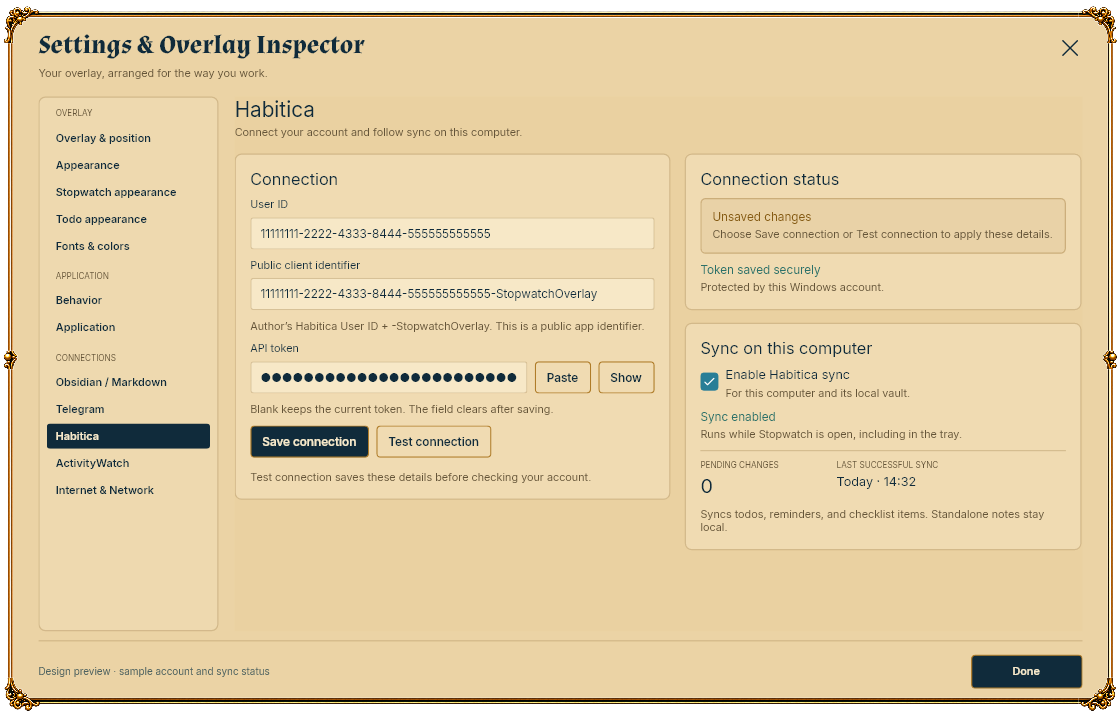 Settings & Overlay Inspector
Your overlay, arranged for the way you work.
OVERLAY
Overlay & position
Appearance
Stopwatch appearance
Todo appearance
Fonts & colors
APPLICATION
Behavior
Application
CONNECTIONS
Obsidian / Markdown
Telegram
Habitica
ActivityWatch
Internet & Network
Habitica
Connect your account and follow sync on this computer.
Connection
User ID
11111111-2222-4333-8444-555555555555
Public client identifier
11111111-2222-4333-8444-555555555555-StopwatchOverlay
Author's Habitica User ID + -StopwatchOverlay. This is a public app identifier.
API token
●●●●●●●●●●●●●●●●●●●●●●●● Paste Show
Blank keeps the current token. The field clears after saving.
Save connection Test connection
Test connection saves these details before checking your account.
Connection status
Unsaved changes
Choose Save connection or Test connection to apply these details.
Token saved securely
Protected by this Windows account.
Sync on this computer
Enable Habitica sync
For this computer and its local vault.
Sync enabled
Runs while Stopwatch is open, including in the tray.
PENDING CHANGES LAST SUCCESSFUL SYNC
0 Today · 14:32
Syncs todos, reminders, and checklist items. Standalone notes stay
local.
Design preview · sample account and sync status
Done